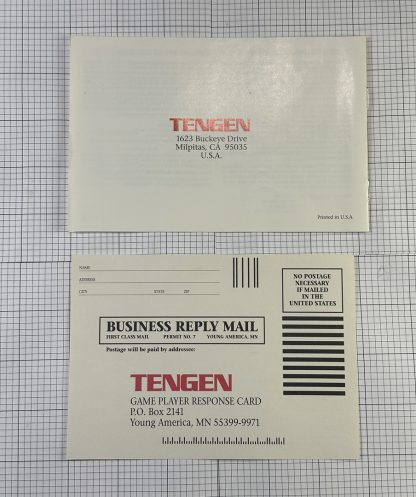 TENGEN
1623 Buckeye Drive
Milpitas, CA 95035
U.S.A.
Printed in U.S.A.
NAME
ADDRESS
CITY STATE ZIP
NO POSTAGE
NECESSARY
IF MAILED
IN THE
UNITED STATES
BUSINESS REPLY MAIL
FIRST CLASS MAIL PERMIT NO. 7 YOUNG AMERICA, MN
Postage will be paid by addressee:
TENGEN
GAME PLAYER RESPONSE CARD
P.O. Box 2141
Young America, MN 55399-9971